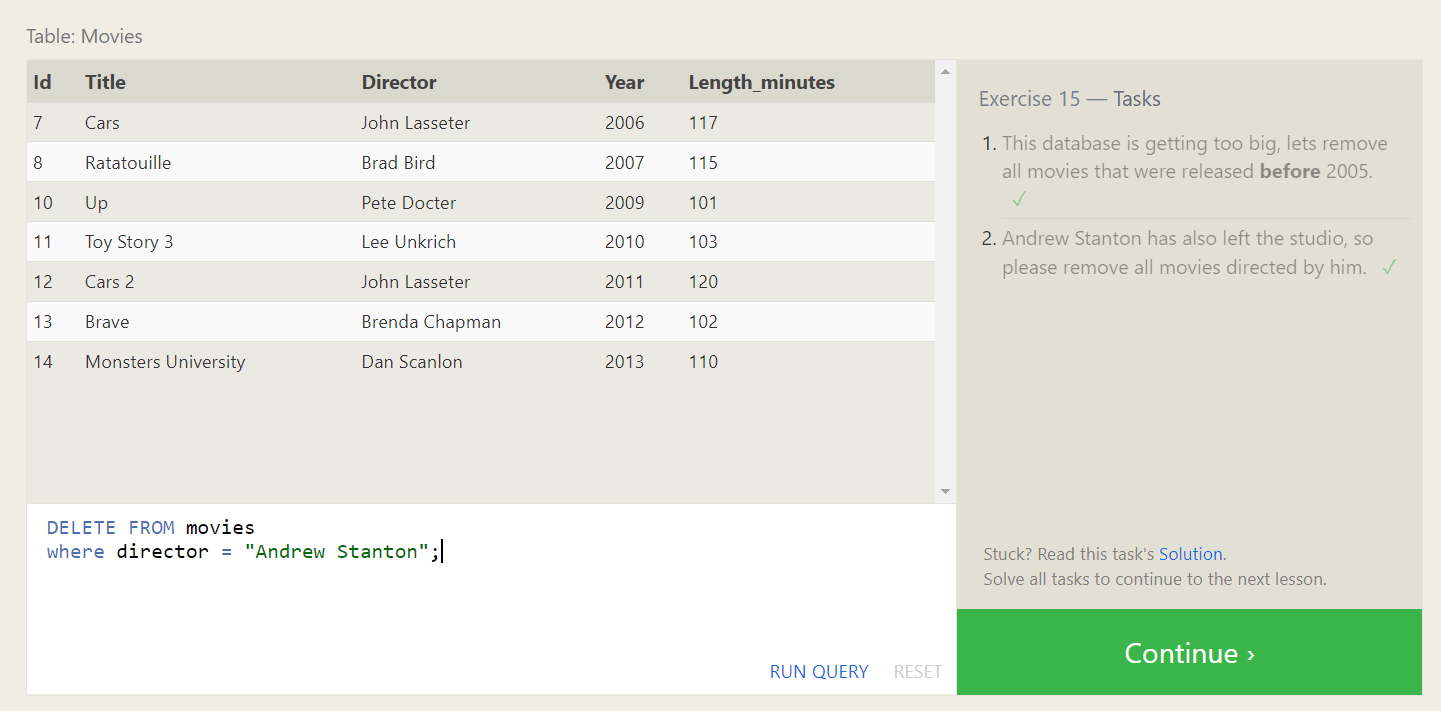 Table: Movies
Id Title Director Year Length_minutes
7 Cars John Lasseter 2006 117
8 Ratatouille Brad Bird 2007 115
10 Up Pete Docter 2009 101
11 Toy Story 3 Lee Unkrich 2010 103
12 Cars 2 John Lasseter 2011 120
13 Brave Brenda Chapman 2012 102
14 Monsters University Dan Scanlon 2013 110
DELETE FROM movies
where director = "Andrew Stanton";
RUN QUERY RESET
Exercise 15 — Tasks
1. This database is getting too big, lets remove
all movies that were released before 2005.
✓
2. Andrew Stanton has also left the studio, so
please remove all movies directed by him. ✓
Stuck? Read this task's Solution.
Solve all tasks to continue to the next lesson.
Continue ›